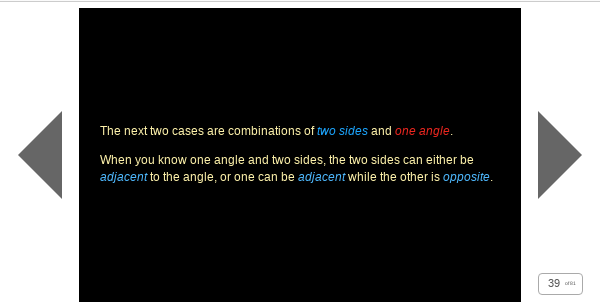 The next two cases are combinations of two sides and one angle.
When you know one angle and two sides, the two sides can either be
adjacent to the angle, or one can be adjacent while the other is opposite.
39